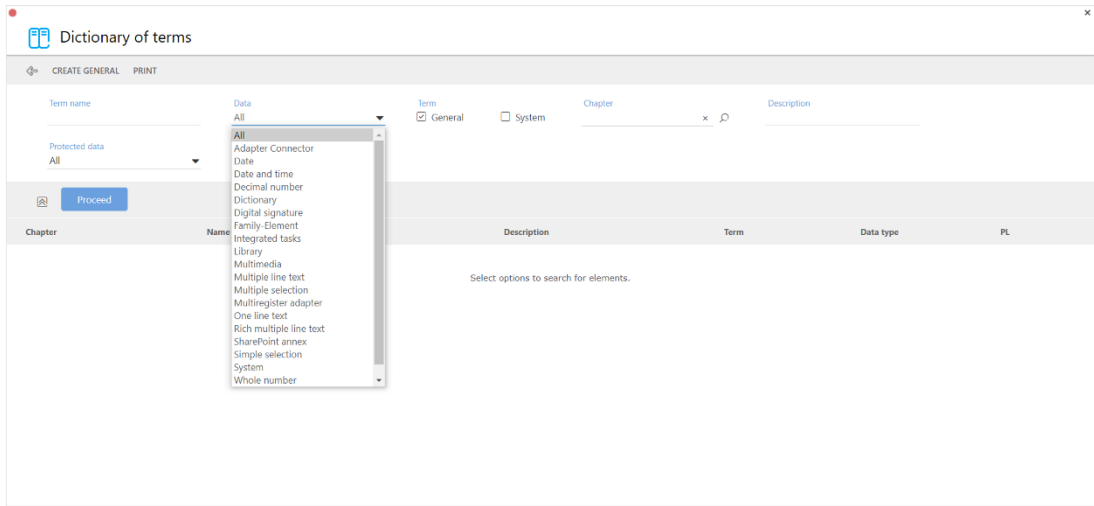 Dictionary of terms
CREATE GENERAL PRINT
Term name Data Term Chapter Description
All General System
Protected data
All
All
Adapter Connector
Date
Date and time
Decimal number
Dictionary
Digital signature
Family-Element
Integrated tasks
Library
Multimedia
Multiple line text
Multiple selection
Multiregister adapter
One line text
Rich multiple line text
SharePoint annex
Simple selection
System
Whole number
Proceed
Chapter Name Description Term Data type PL
Select options to search for elements.